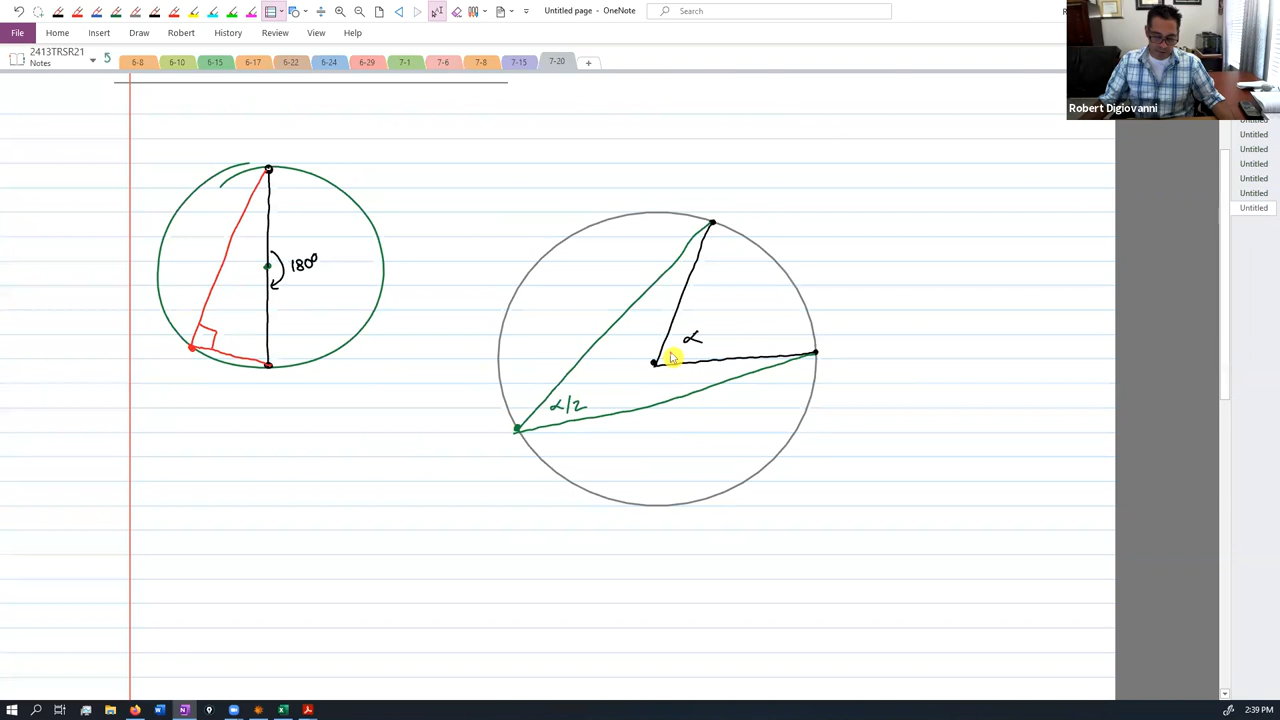 Untitled page - OneNote
Search
File
Home
Insert
Draw
Robert
History
Review
View
Help
2413TRSR21
Notes
5
6-8
6-10
6-15
6-17
6-22
6-24
6-29
7-1
7-6
7-8
7-15
7-20
Robert Digiovanni
Untitled
Untitled
Untitled
Untitled
Untitled
Untitled
Untitled
180°
α
α/2
2:39 PM